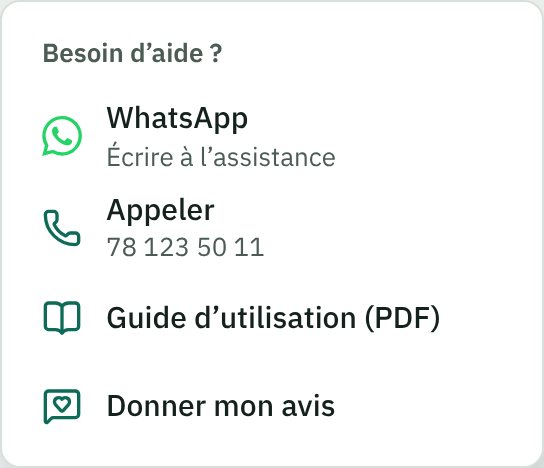 Besoin d’aide ?
WhatsApp
Écrire à l’assistance
Appeler
78 123 50 11
Guide d’utilisation (PDF)
Donner mon avis